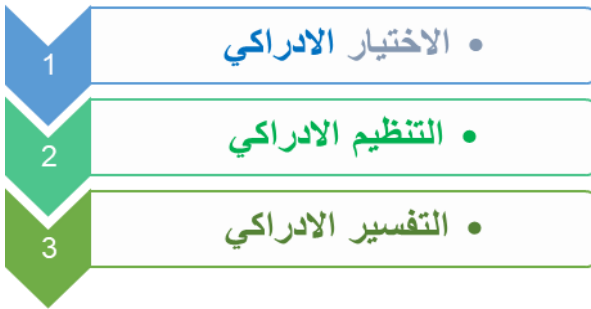 1
• الاختيار الادراكي
2
• التنظيم الادراكي
3
• التفسير الادراكي